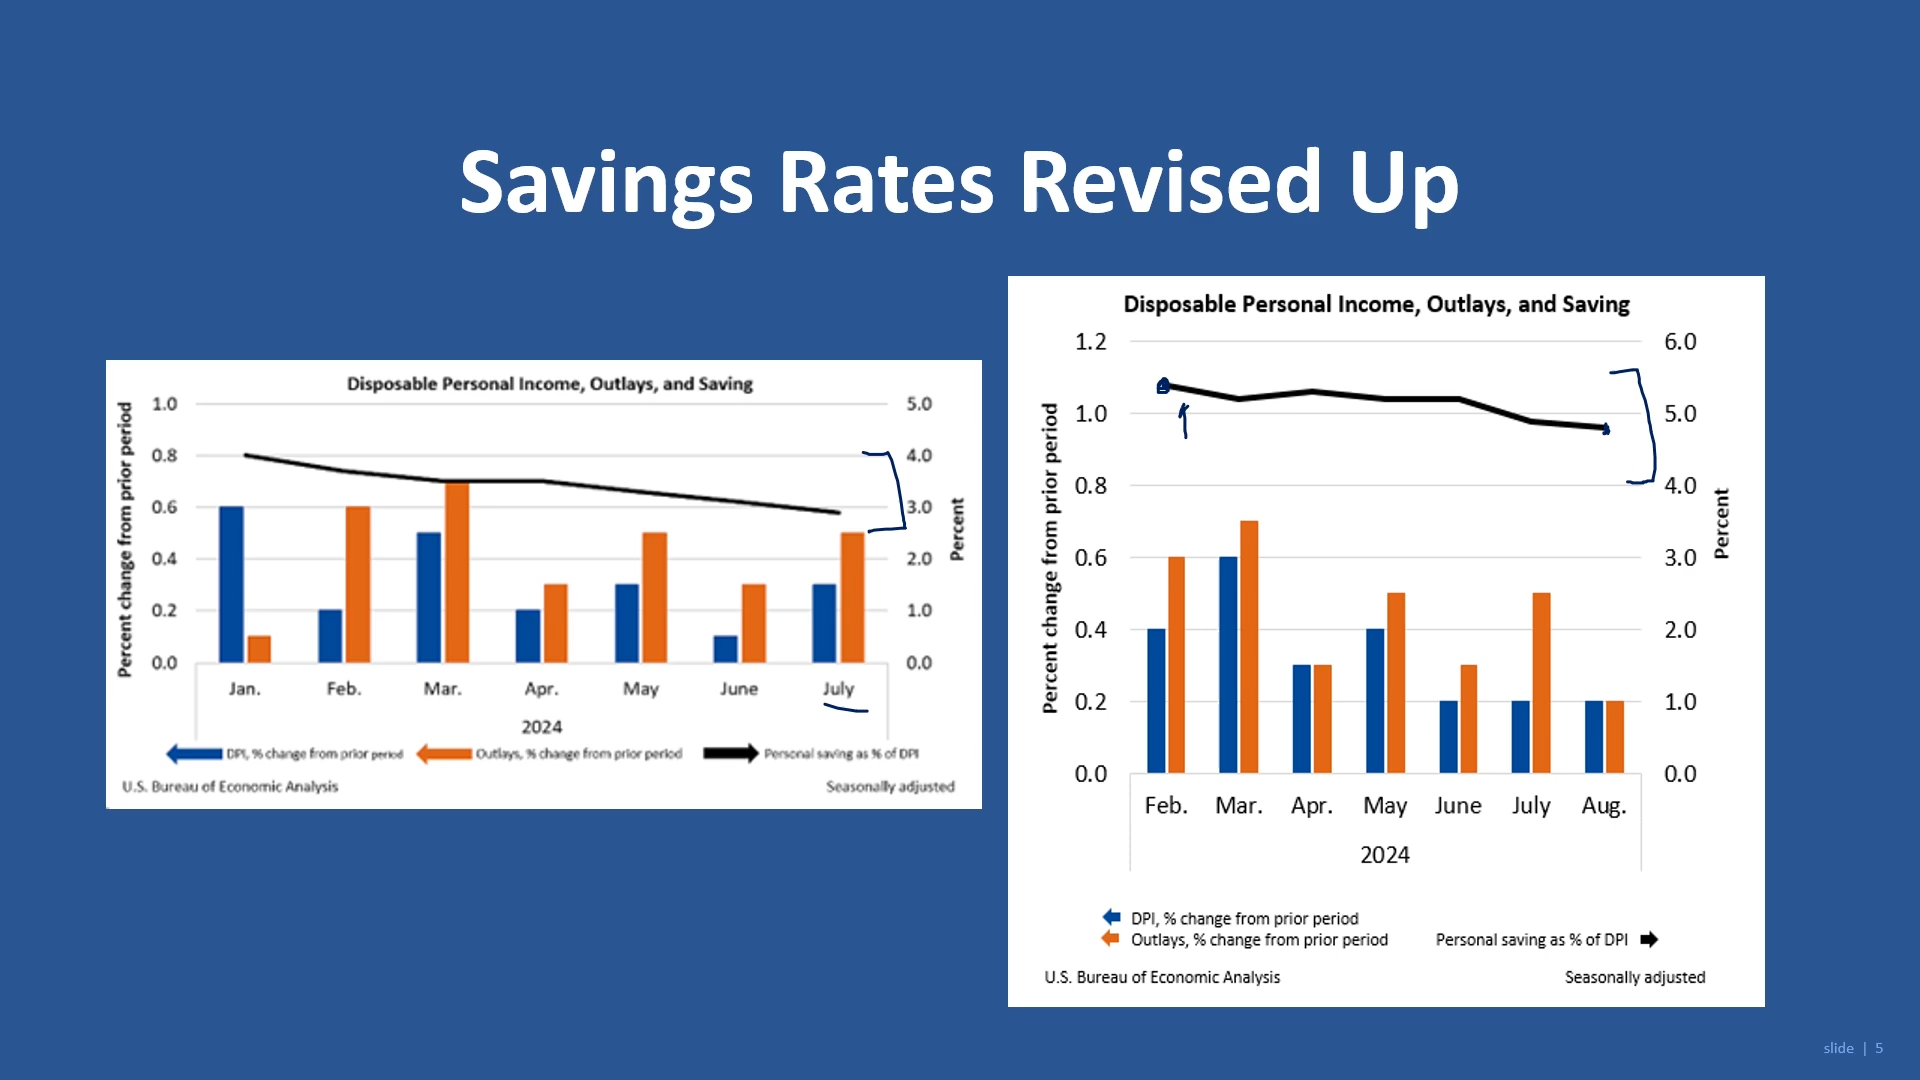 Savings Rates Revised Up
Disposable Personal Income, Outlays, and Saving
Percent change from prior period
1.0
0.8
0.6
0.4
0.2
0.0
5.0
4.0
3.0
2.0
1.0
0.0
Percent
Jan. Feb. Mar. Apr. May June July
2024
DPI, % change from prior period Outlays, % change from prior period Personal saving as % of DPI
U.S. Bureau of Economic Analysis Seasonally adjusted
Disposable Personal Income, Outlays, and Saving
Percent change from prior period
1.2
1.0
0.8
0.6
0.4
0.2
0.0
6.0
5.0
4.0
3.0
2.0
1.0
0.0
Percent
Feb. Mar. Apr. May June July Aug.
2024
DPI, % change from prior period
Outlays, % change from prior period Personal saving as % of DPI
U.S. Bureau of Economic Analysis Seasonally adjusted
slide | 5